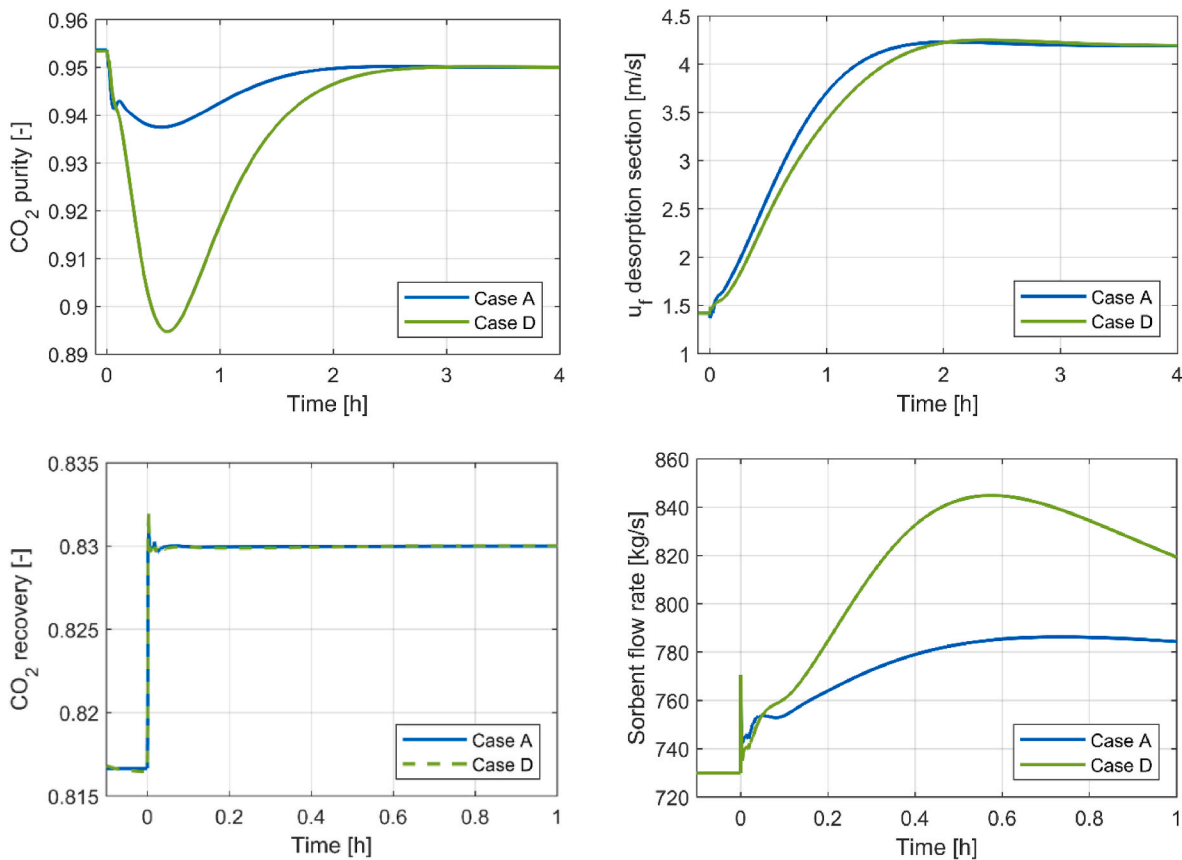 CO2 purity [-]
0.96
0.95
0.94
0.93
0.92
0.91
0.9
0.89
0 1 2 3 4
Time [h]
Case A
Case D
uf desorption section [m/s]
4.5
4
3.5
3
2.5
2
1.5
1
0 1 2 3 4
Time [h]
Case A
Case D
CO2 recovery [-]
0.835
0.83
0.825
0.82
0.815
0 0.2 0.4 0.6 0.8 1
Time [h]
Case A
Case D
Sorbent flow rate [kg/s]
860
840
820
800
780
760
740
720
0 0.2 0.4 0.6 0.8 1
Time [h]
Case A
Case D